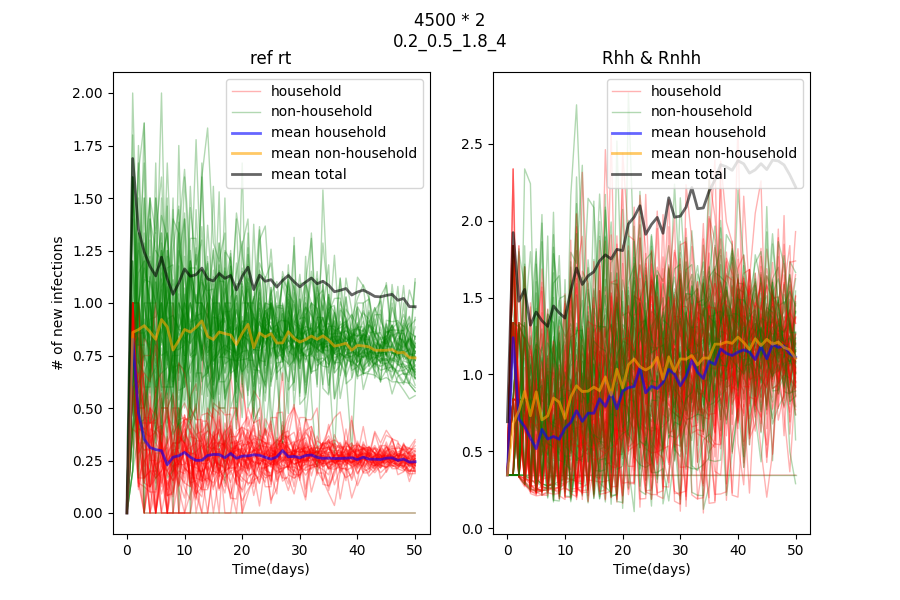 4500 * 2
0.2_0.5_1.8_4
ref rt
household
non-household
mean household
mean non-household
mean total
2.00
1.75
1.50
1.25
1.00
0.75
0.50
0.25
0.00
# of new infections
0
10
20
30
40
50
Time(days)
Rhh & Rnhh
household
non-household
mean household
mean non-household
mean total
2.5
2.0
1.5
1.0
0.5
0.0
0
10
20
30
40
50
Time(days)